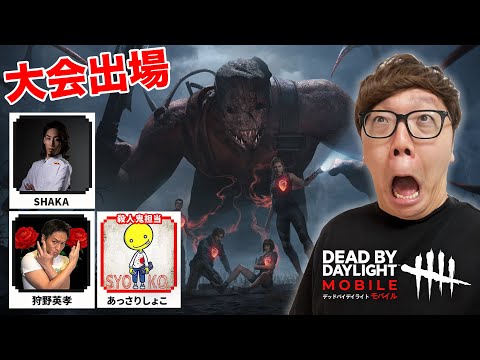 大会出場
SHAKA
狩野英孝
殺人鬼担当
SYO KO
あっさりしょこ
DEAD BY
DAYLIGHT
MOBILE
デッドバイデイライト モバイル